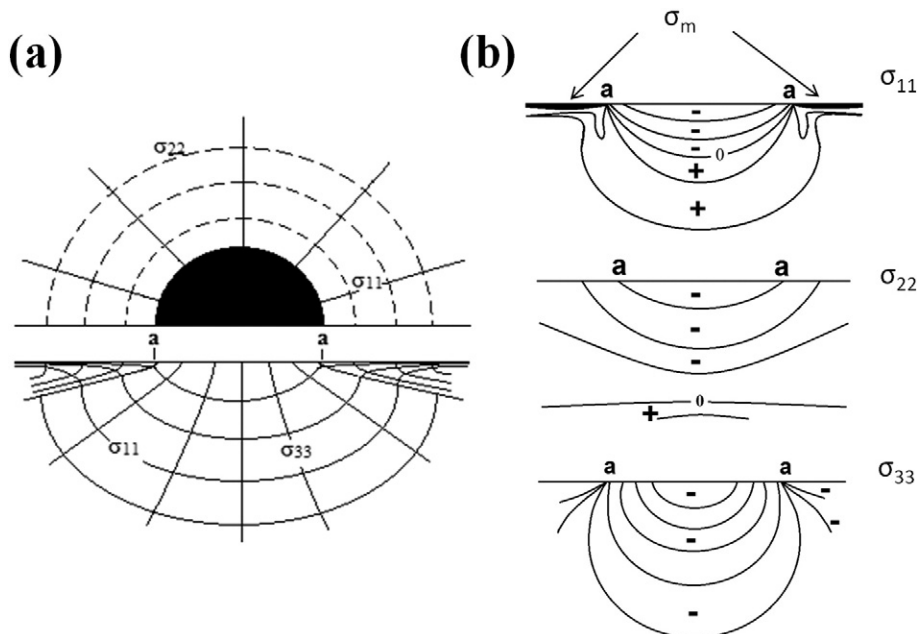 (a)
σ22
σ11
a a
σ11 σ33
(b)
σm
a a σ11
-
-
- 0
+
+
a a σ22
-
-
-
0
+
a a σ33
- -
- -
-